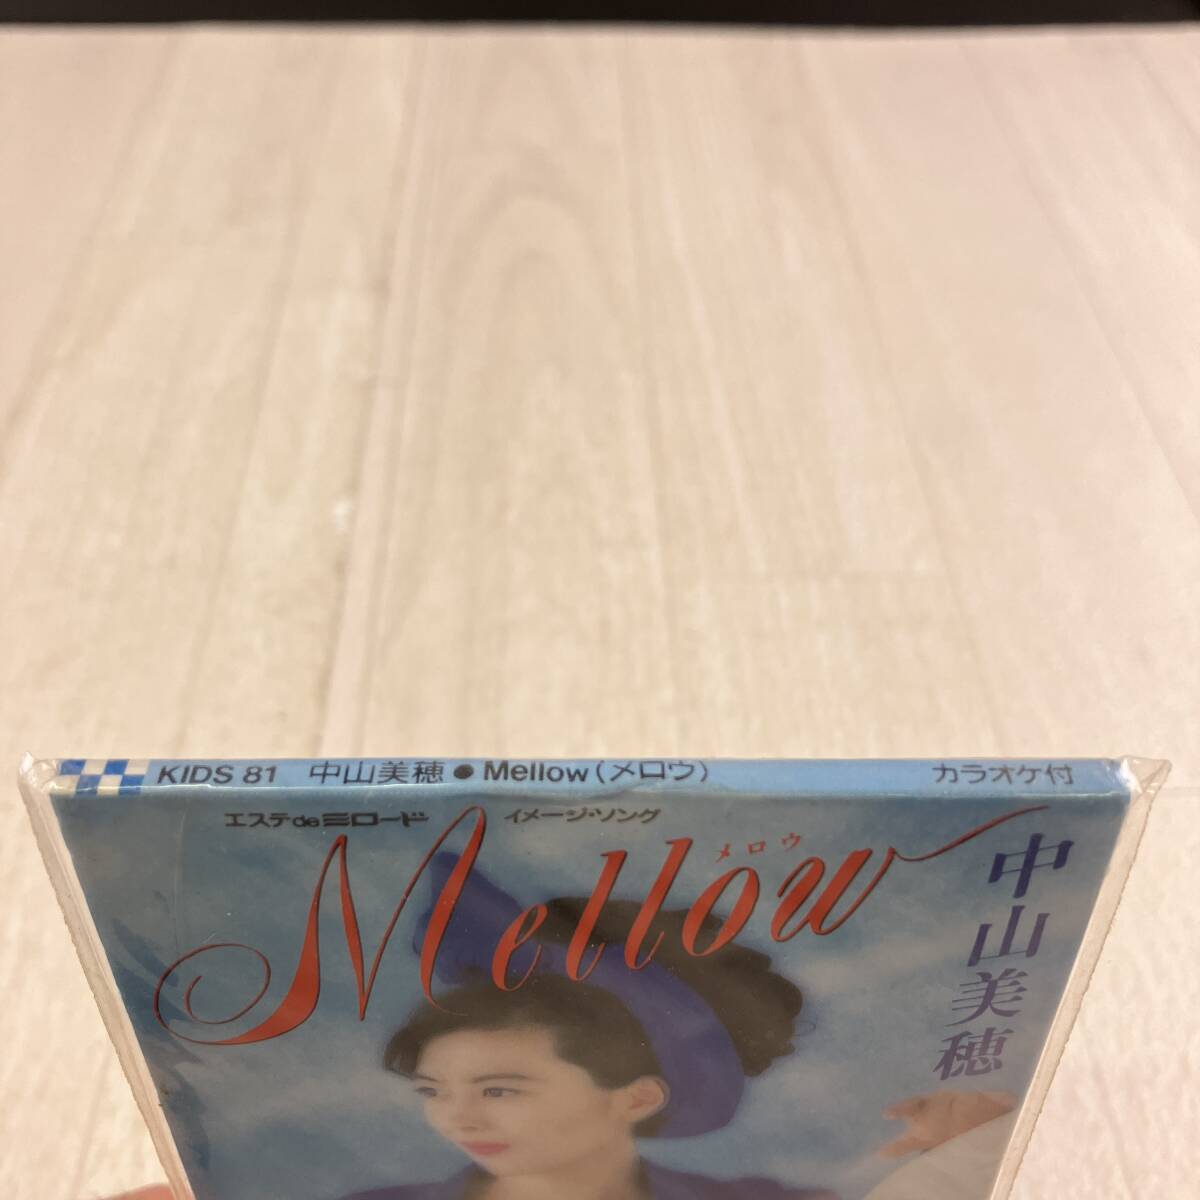 KIDS 81 中山美穂●Mellow(メロウ) カラオケ付
エステdeミロード イメージ・ソング
メロウ
Mellow
中山美穂